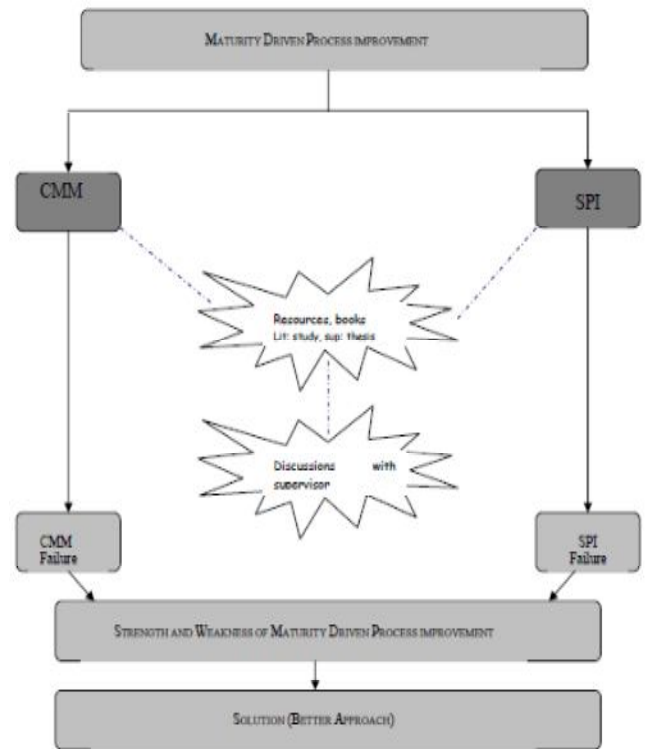 MATURITY DRIVEN PROCESS IMPROVEMENT
CMM
SPI
Resources, books
Lit: study, sup: thesis
Discussions with
supervisor
CMM
Failure
SPI
Failure
STRENGTH AND WEAKNESS OF MATURITY DRIVEN PROCESS IMPROVEMENT
SOLUTION (BETTER APPROACH)